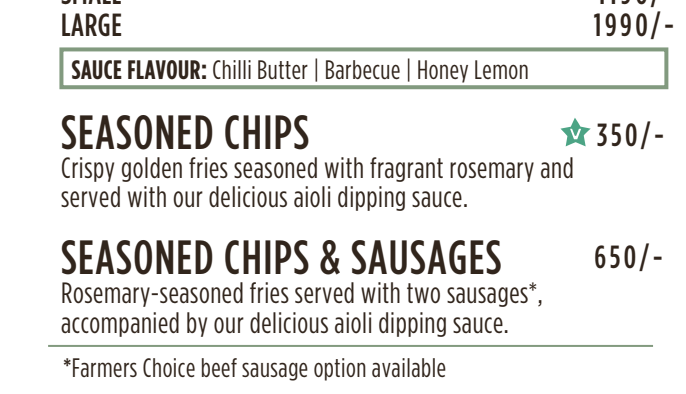 LARGE 1990/-
SAUCE FLAVOUR: Chilli Butter | Barbecue | Honey Lemon
SEASONED CHIPS V 350/-
Crispy golden fries seasoned with fragrant rosemary and
served with our delicious aioli dipping sauce.
SEASONED CHIPS & SAUSAGES 650/-
Rosemary-seasoned fries served with two sausages*,
accompanied by our delicious aioli dipping sauce.
*Farmers Choice beef sausage option available